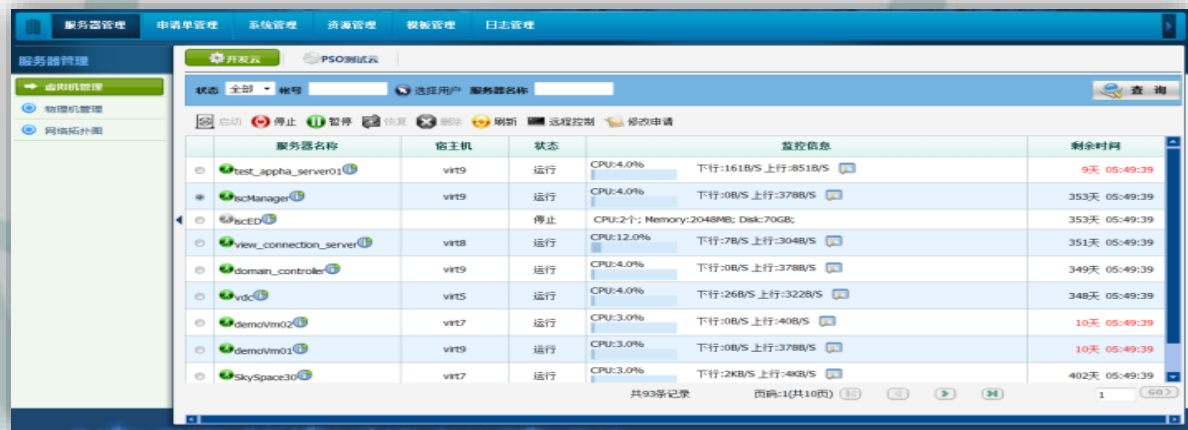 服务器管理 申请单管理 系统管理 资源管理 模板管理 日志管理
服务器管理
开发云 PSO测试云
虚拟机管理
物理机管理
网络拓扑图
状态 全部 帐号 选择用户 服务器名称 查 询
启动 停止 暂停 恢复 删除 刷新 远程控制 修改申请
服务器名称 宿主机 状态 监控信息 剩余时间
test_appha_server01 virt9 运行 CPU:4.0% 下行:161B/S 上行:851B/S 9天 05:49:39
iscManager virt9 运行 CPU:4.0% 下行:0B/S 上行:378B/S 353天 05:49:39
iscED 停止 CPU:2个; Memory:2048MB; Disk:70GB; 353天 05:49:39
view_connection_server virt8 运行 CPU:12.0% 下行:7B/S 上行:304B/S 351天 05:49:39
domain_controler virt9 运行 CPU:4.0% 下行:0B/S 上行:378B/S 349天 05:49:39
vdc virt5 运行 CPU:4.0% 下行:26B/S 上行:322B/S 348天 05:49:39
demoVm02 virt7 运行 CPU:3.0% 下行:0B/S 上行:40B/S 10天 05:49:39
demoVm01 virt9 运行 CPU:3.0% 下行:0B/S 上行:378B/S 10天 05:49:39
SkySpace30 virt7 运行 CPU:3.0% 下行:2KB/S 上行:4KB/S 402天 05:49:39
共93条记录 页码:1(共10页) 1 GO